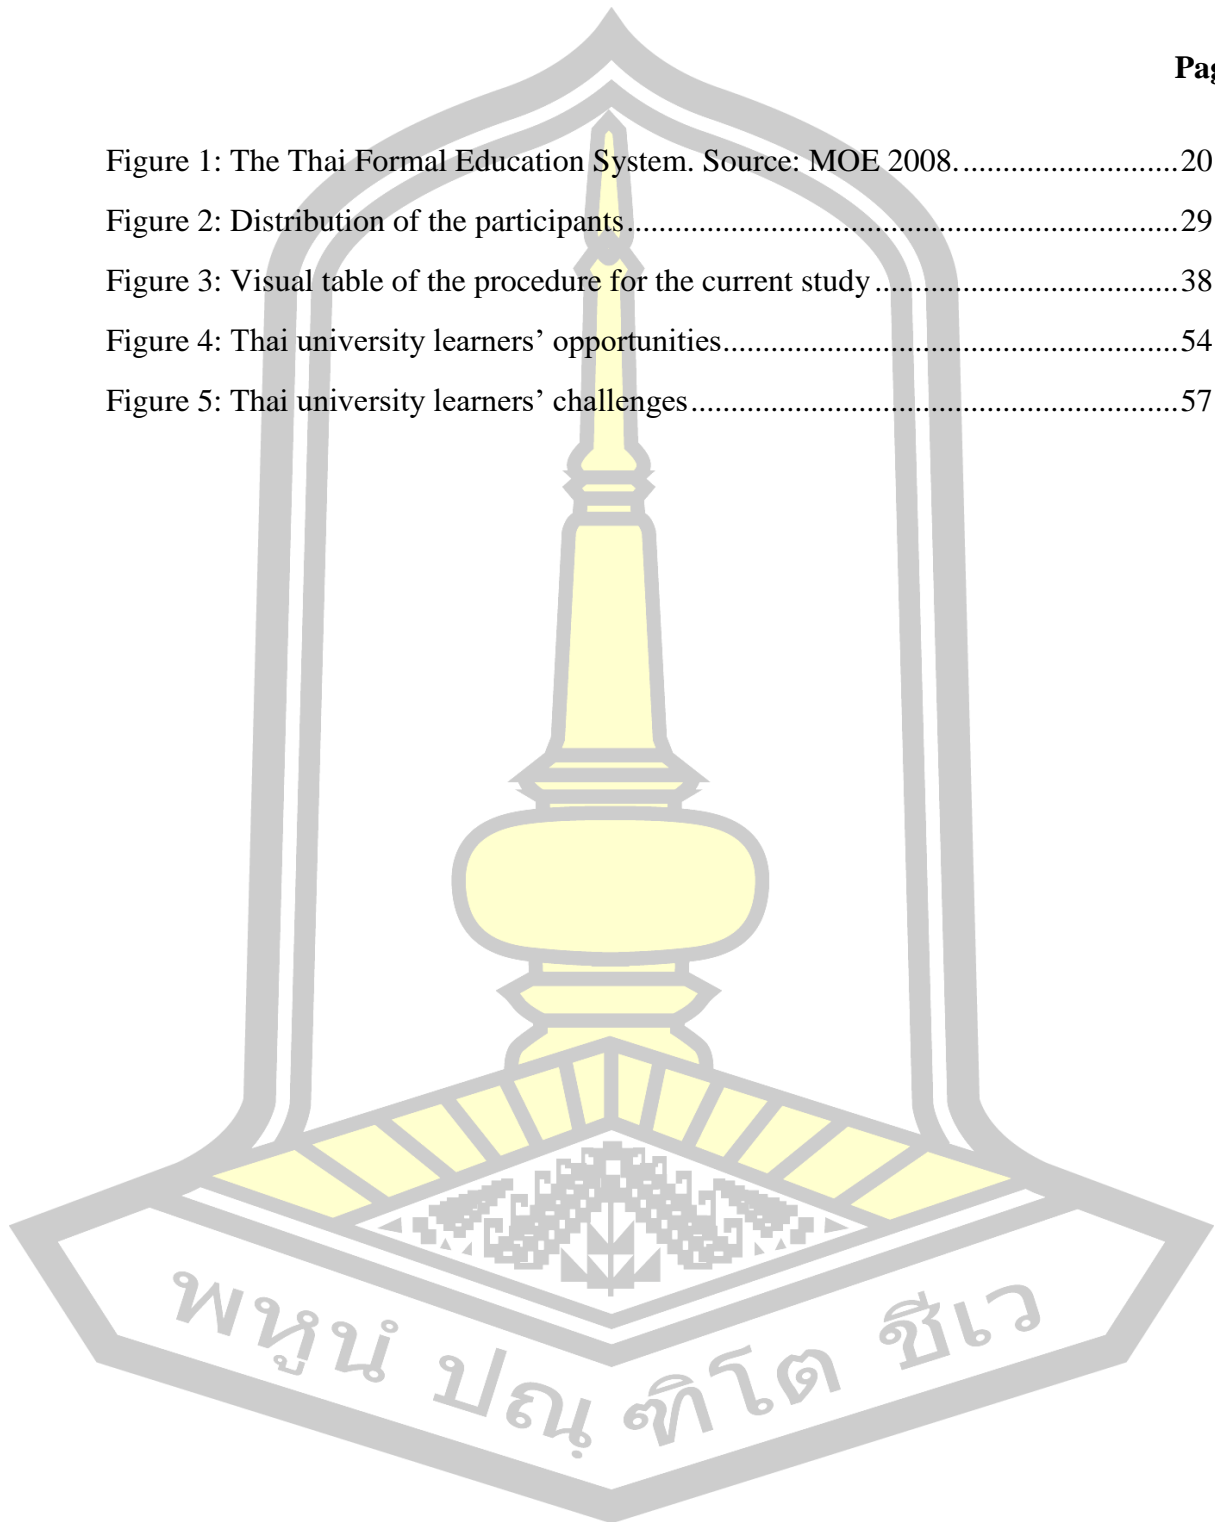 Pag
Figure 1: The Thai Formal Education System. Source: MOE 2008. ............................20
Figure 2: Distribution of the participants.....................................................................29
Figure 3: Visual table of the procedure for the current study ......................................38
Figure 4: Thai university learners’ opportunities.........................................................54
Figure 5: Thai university learners’ challenges.............................................................57
พหูนํ ปณฺ ฑิโต ชีเว